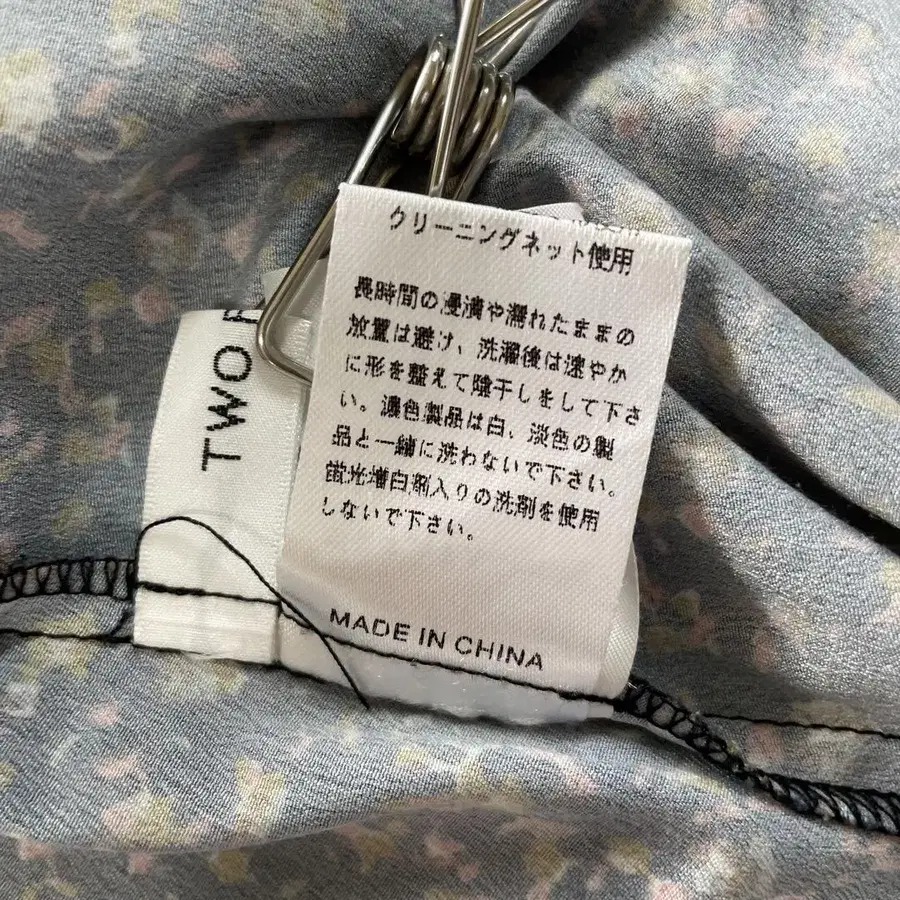 クリーニングネット使用
長時間の浸漬や濡れたままの
放置は避け、洗濯後は速やか
に形を整えて陰干しをして下さ
い。濃色製品は白、淡色の製
品と一緒に洗わないで下さい。
蛍光増白剤入りの洗剤を使用
しないで下さい。
MADE IN CHINA
TWO